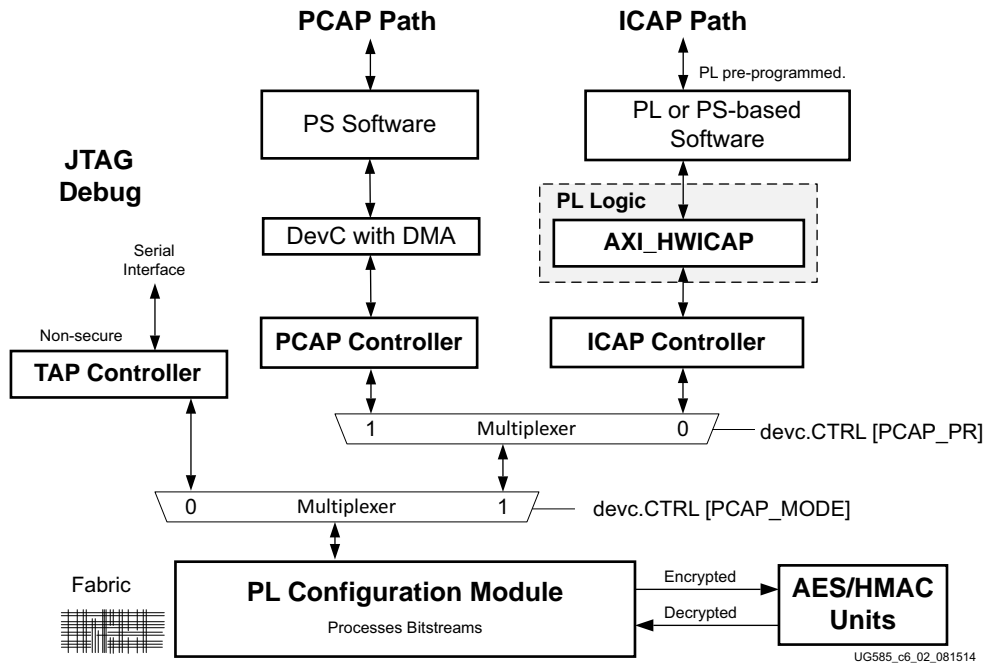 PCAP Path
ICAP Path
PL pre-programmed.
PS Software
PL or PS-based
Software
JTAG
Debug
PL Logic
DevC with DMA
AXI_HWICAP
Serial
Interface
Non-secure
PCAP Controller
ICAP Controller
TAP Controller
1 Multiplexer 0
devc.CTRL [PCAP_PR]
0 Multiplexer 1
devc.CTRL [PCAP_MODE]
Fabric
PL Configuration Module
Processes Bitstreams
Encrypted
Decrypted
AES/HMAC
Units
UG585_c6_02_081514